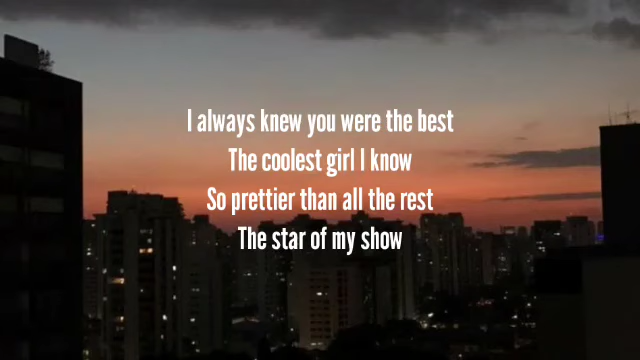 I always knew you were the best
The coolest girl I know
So prettier than all the rest
The star of my show